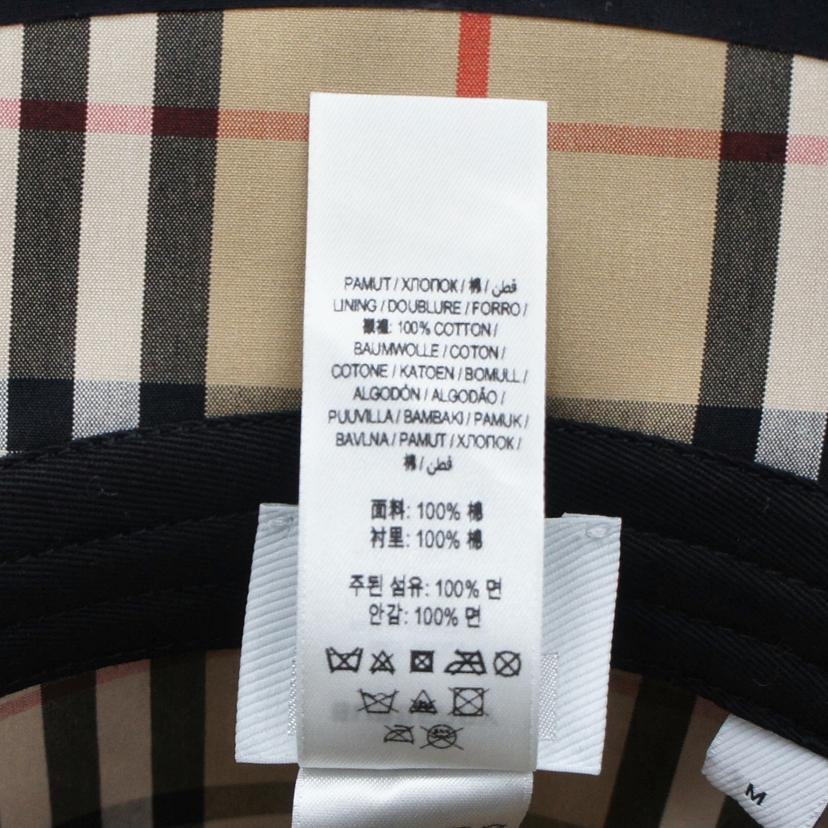 PAMUT / ХЛОПОК / 棉 / قطن
LINING / DOUBLURE / FORRO /
襯裡: 100% COTTON /
BAUMWOLLE / COTON /
COTONE / KATOEN / BOMULL /
ALGODÓN / ALGODÃO /
PUUVILLA / BAMBAKI / PAMUK /
BAVLNA / PAMUT / ХЛОПОК /
棉 / قطن
面料: 100% 棉
衬里: 100% 棉
주된 섬유: 100% 면
안감: 100% 면
M